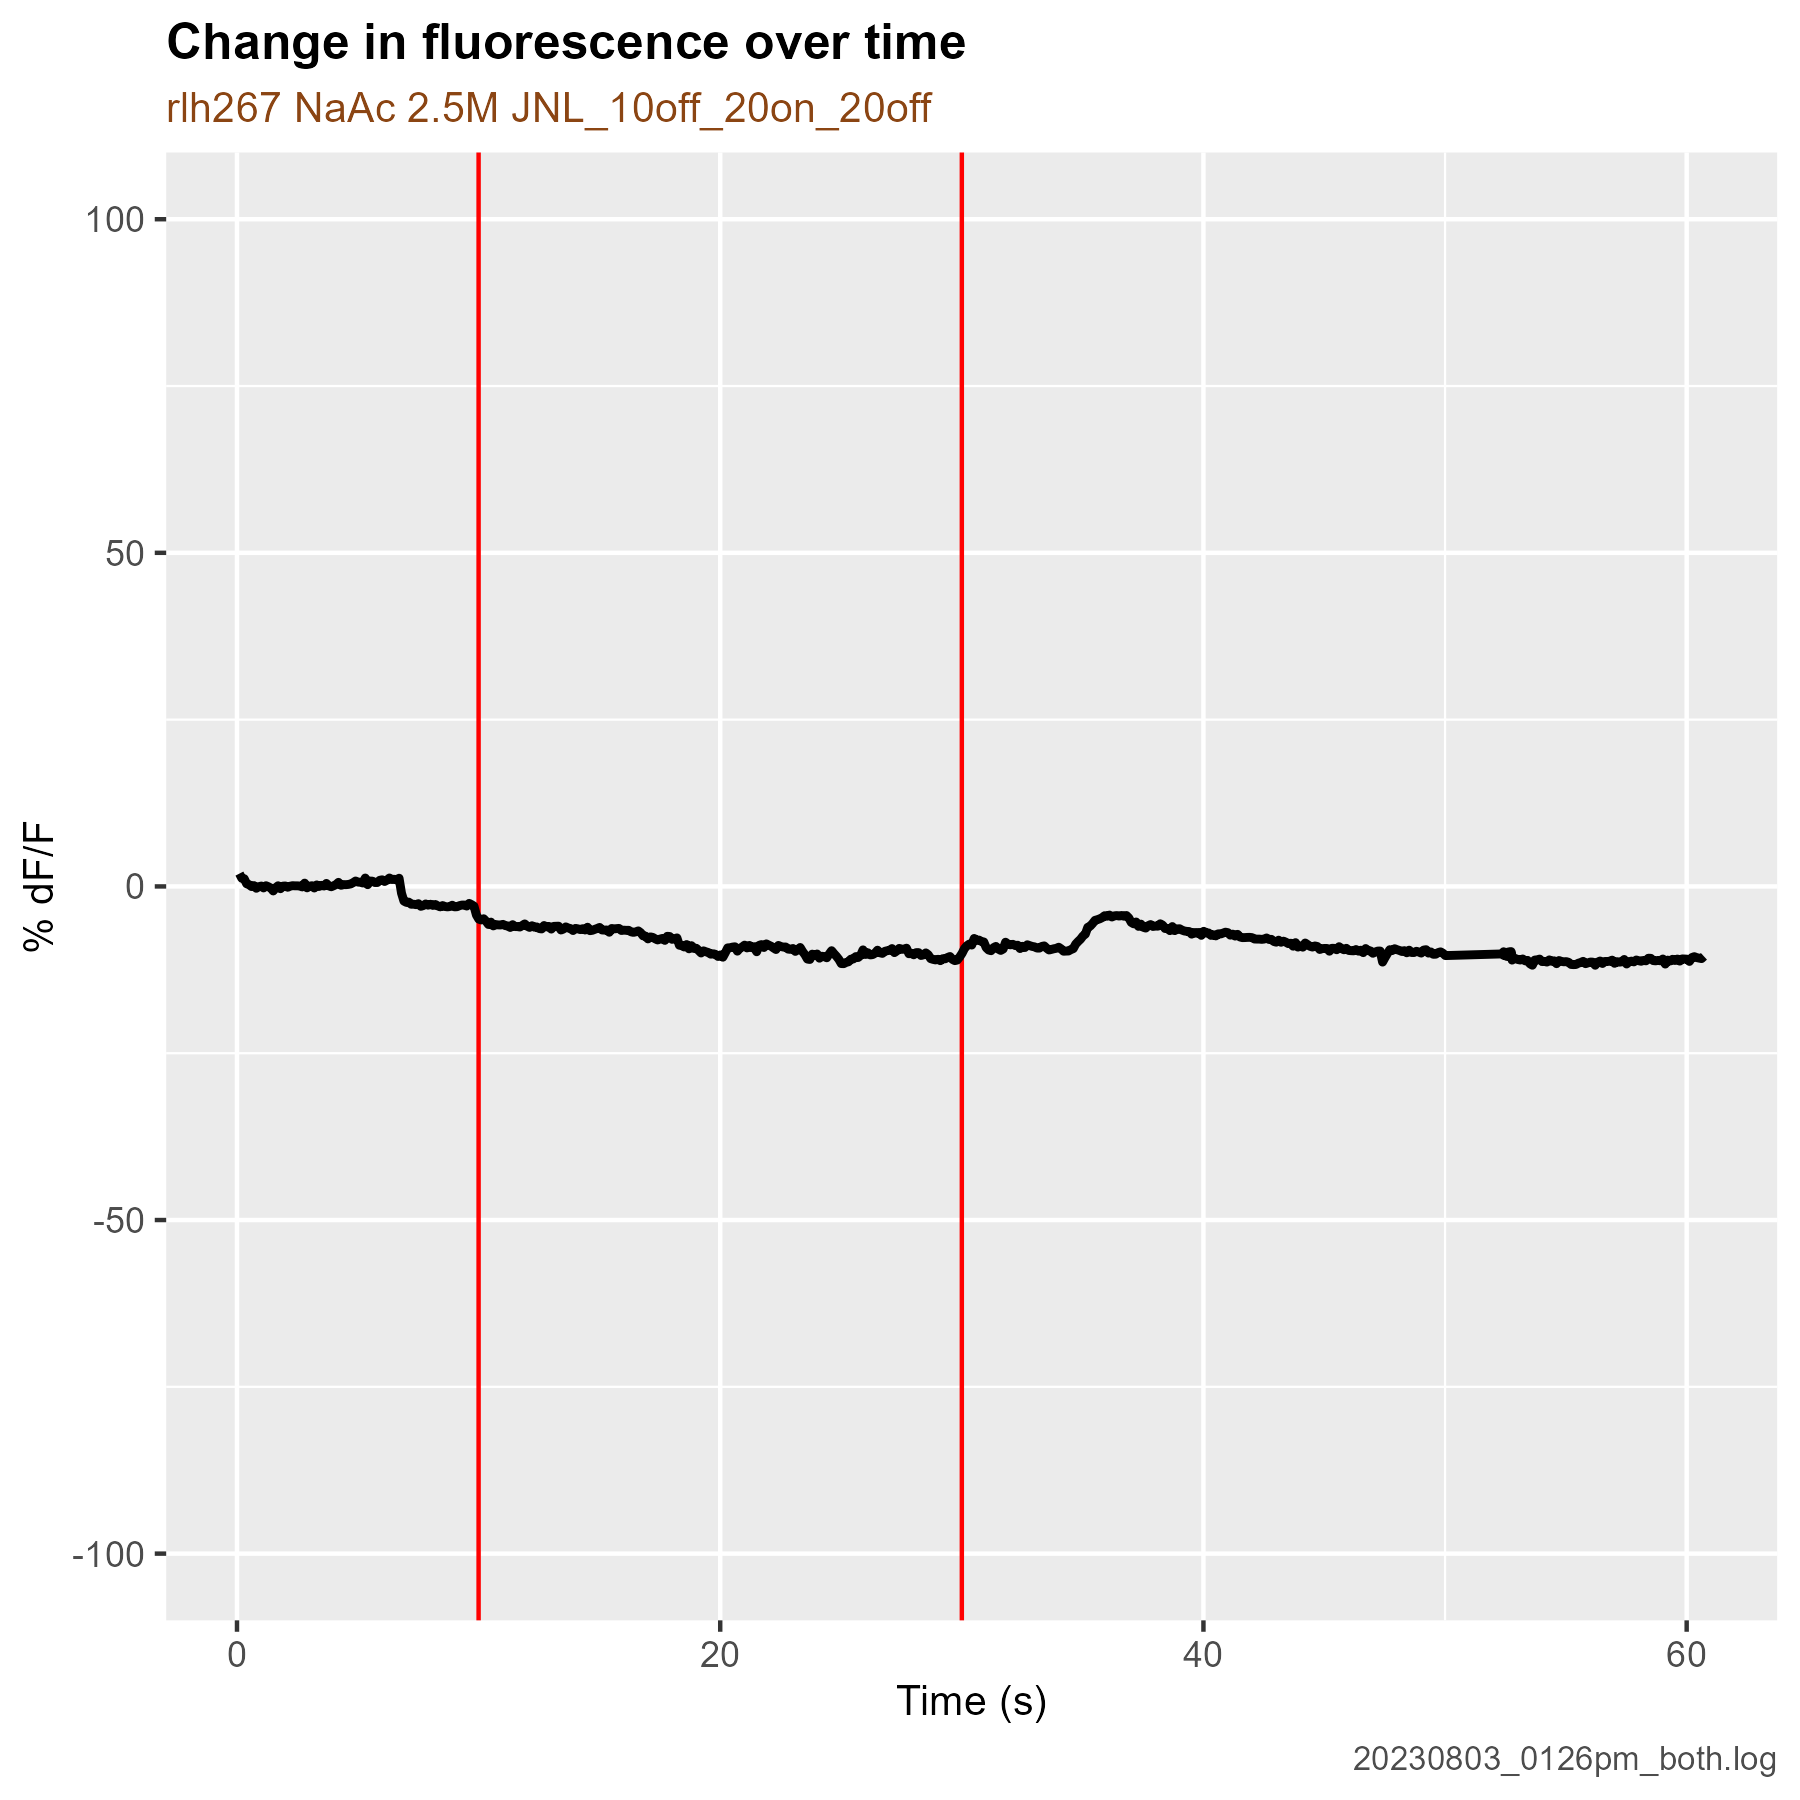 Change in fluorescence over time
rlh267 NaAc 2.5M JNL_10off_20on_20off
% dF/F
100
50
0
-50
-100
0 20 40 60
Time (s)
20230803_0126pm_both.log